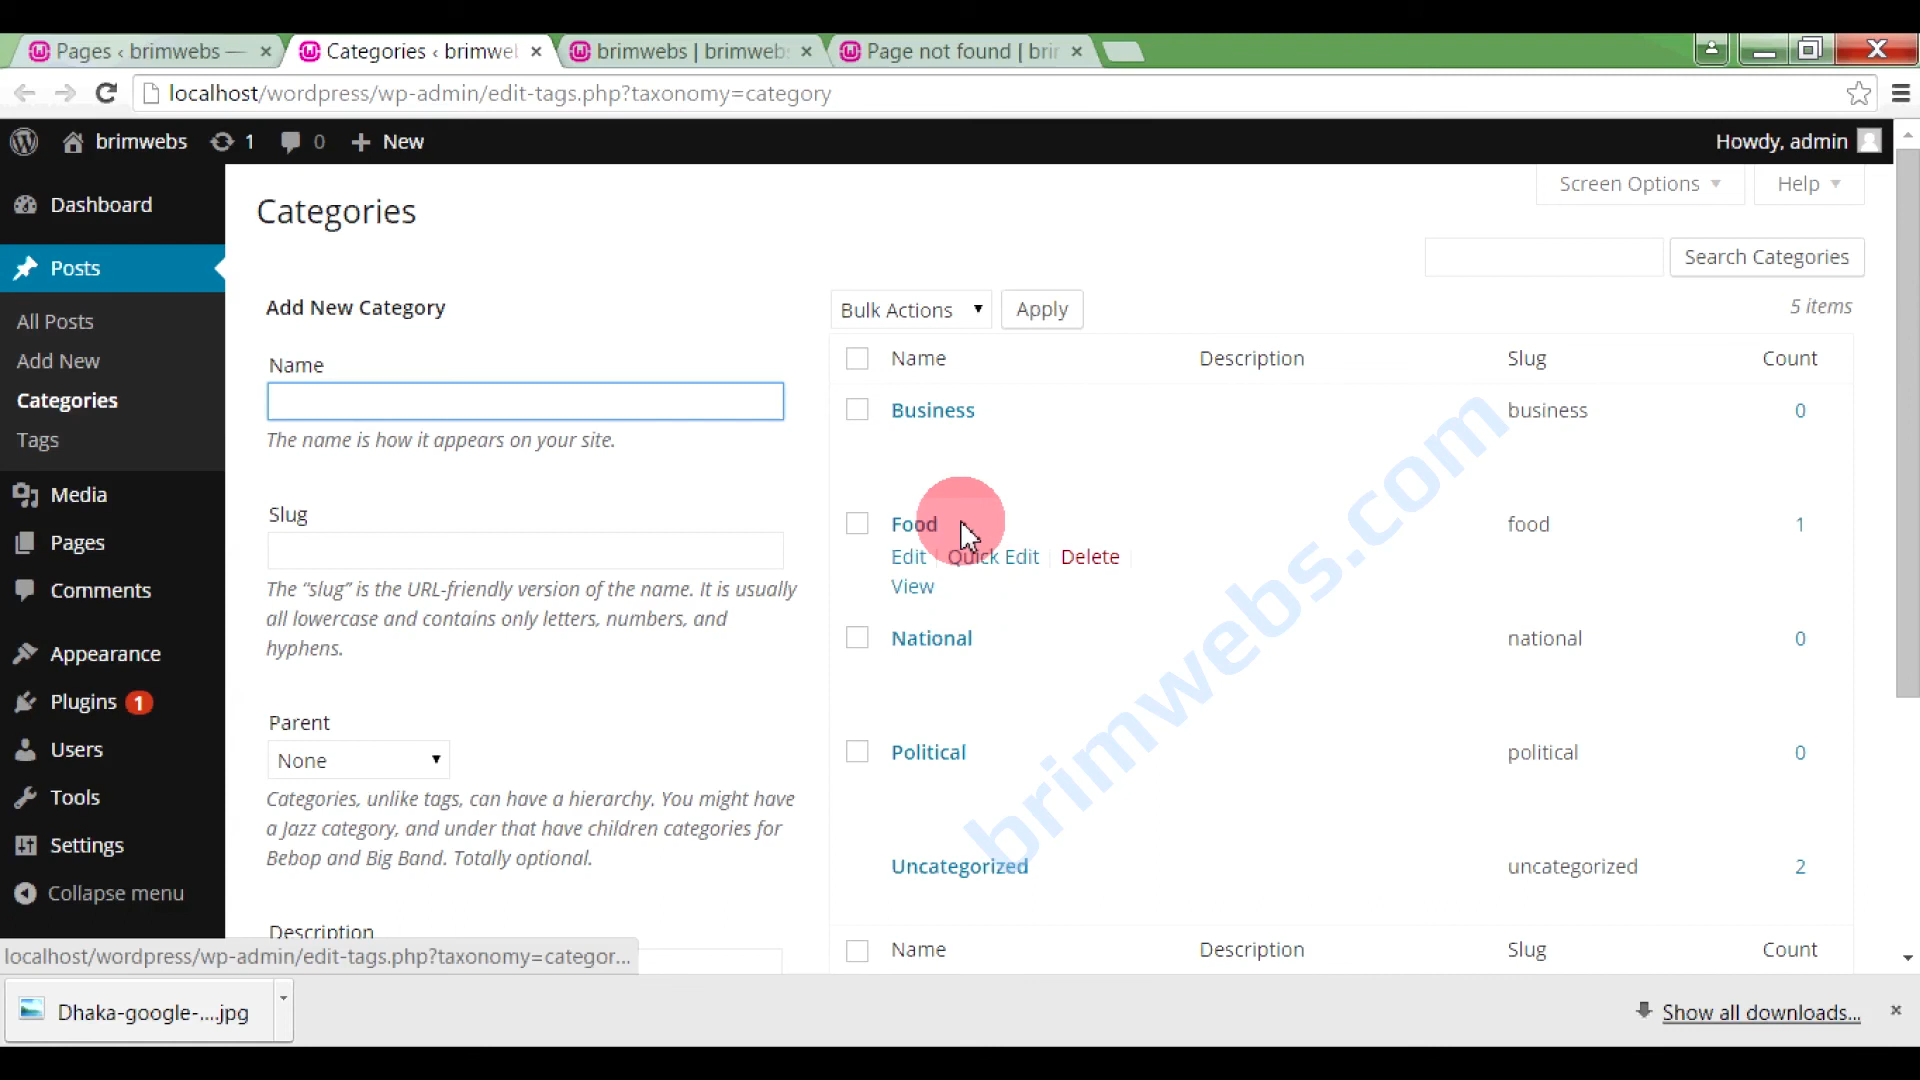 Pages ‹ brimwebs —
Categories ‹ brimwel
brimwebs | brimwebs
Page not found | brin
localhost/wordpress/wp-admin/edit-tags.php?taxonomy=category
brimwebs 1 0 New
Howdy, admin
Screen Options Help
Dashboard
Posts
All Posts
Add New
Categories
Tags
Media
Pages
Comments
Appearance
Plugins 1
Users
Tools
Settings
Collapse menu
Categories
Search Categories
Add New Category
Name
The name is how it appears on your site.
Slug
The “slug” is the URL-friendly version of the name. It is usually
all lowercase and contains only letters, numbers, and
hyphens.
Parent
None
Categories, unlike tags, can have a hierarchy. You might have
a Jazz category, and under that have children categories for
Bebop and Big Band. Totally optional.
Description
Bulk Actions Apply
5 items
Name Description Slug Count
Business business 0
Food food 1
Edit | Quick Edit | Delete |
View
National national 0
Political political 0
Uncategorized uncategorized 2
Name Description Slug Count
brimwebs.com
localhost/wordpress/wp-admin/edit-tags.php?taxonomy=categor...
Dhaka-google-....jpg
Show all downloads...